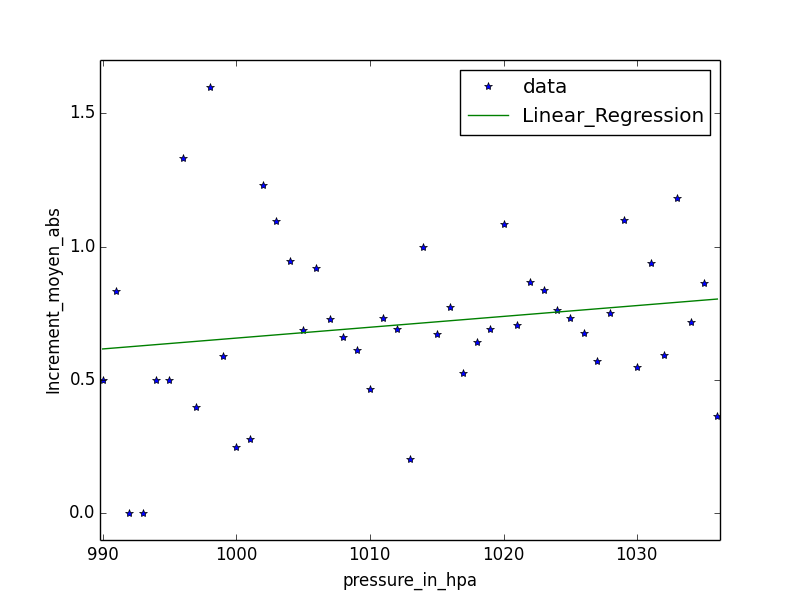 data
Linear_Regression
1.5
1.0
0.5
0.0
Increment_moyen_abs
990 1000 1010 1020 1030
pressure_in_hpa